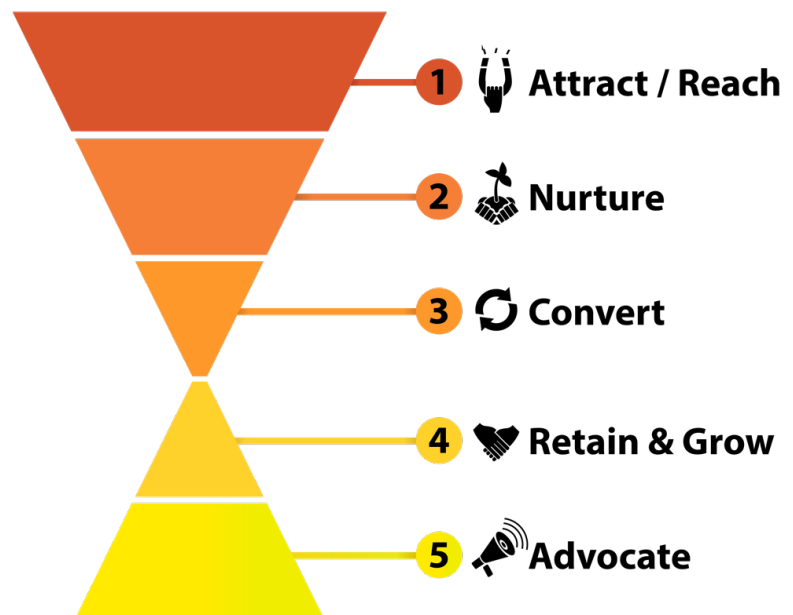 1 Attract / Reach
2 Nurture
3 Convert
4 Retain & Grow
5 Advocate